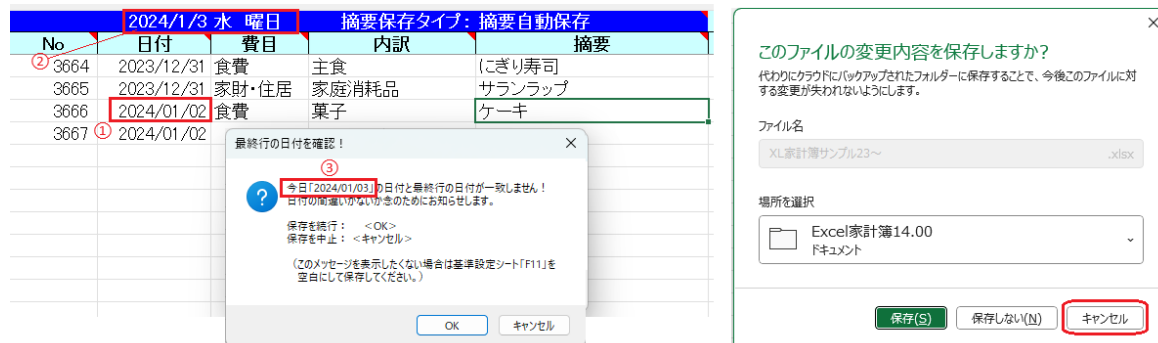 2024/1/3 水 曜日 摘要保存タイプ: 摘要自動保存
No 日付 費目 内訳 摘要
② 3664 2023/12/31 食費 主食 にぎり寿司
3665 2023/12/31 家財・住居 家庭消耗品 サランラップ
3666 2024/01/02 食費 菓子 ケーキ
3667 ① 2024/01/02
最終行の日付を確認！ ×
③
今日「2024/01/03」の日付と最終行の日付が一致しません！
日付の間違いがないか念のためにお知らせします。
保存を続行： <OK>
保存を中止： <キャンセル>
（このメッセージを表示したくない場合は基準設定シート「F11」を
空白にして保存してください。）
OK キャンセル
×
このファイルの変更内容を保存しますか?
代わりにクラウドにバックアップされたフォルダーに保存することで、今後このファイルに対
する変更が失われないようにします。
ファイル名
XL家計簿サンプル23～ .xlsx
場所を選択
Excel家計簿14.00
ドキュメント
保存(S) 保存しない(N) キャンセル